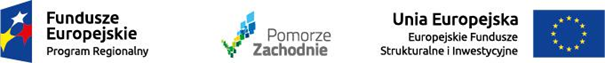 Fundusze
Europejskie
Program Regionalny
Pomorze
Zachodnie
Unia Europejska
Europejskie Fundusze
Strukturalne i Inwestycyjne